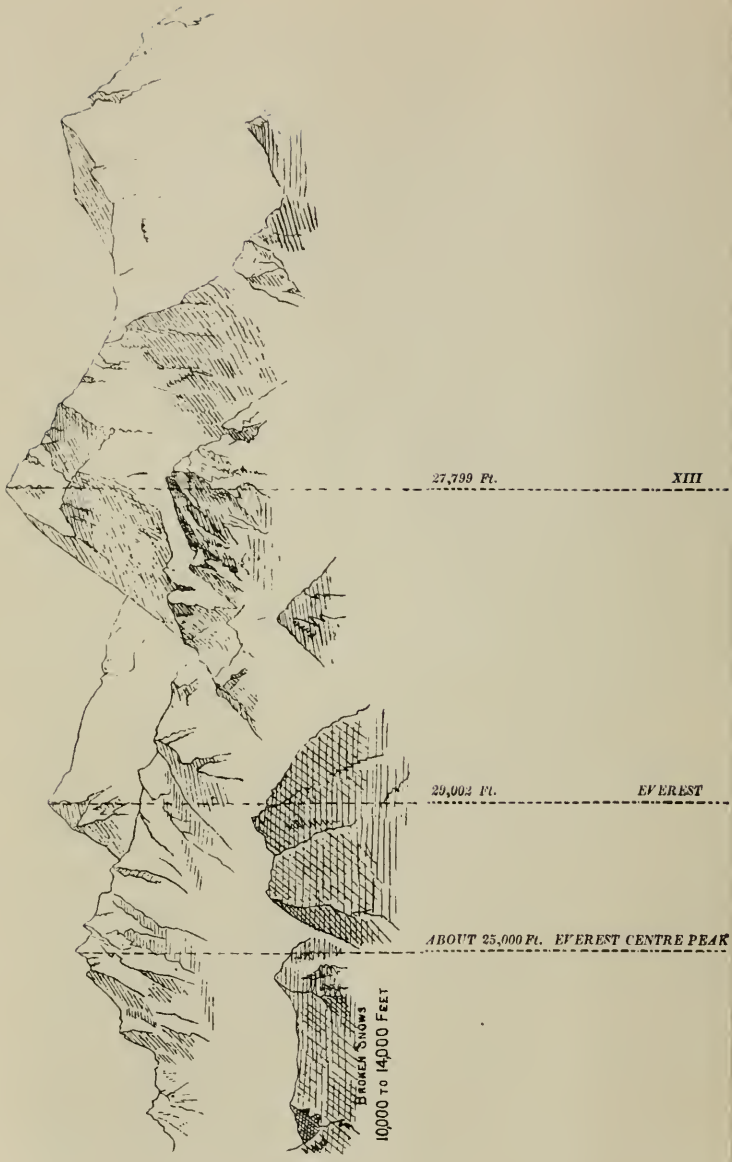 27,799 Ft. XIII
29,002 Ft. EVEREST
ABOUT 25,000 Ft. EVEREST CENTRE PEAK
BROKEN SNOWS
10,000 TO 14,000 FEET